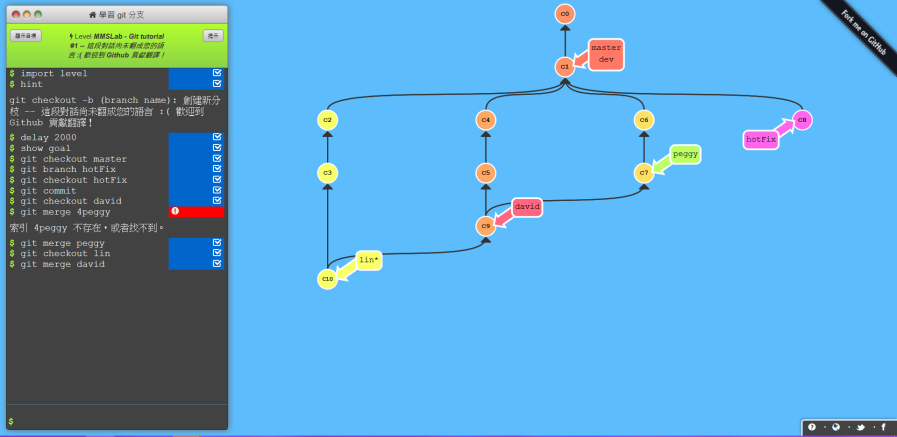 學習 git 分支
顯示目標
Level MMSLab - Git tutorial
提示
#1 -- 這段對話尚未翻成您的語
言 :( 歡迎到 Github 貢獻翻譯！
$ import level
$ hint
git checkout -b (branch name): 創建新分
枝 -- 這段對話尚未翻成您的語言 :( 歡迎到
Github 貢獻翻譯！
$ delay 2000
$ show goal
$ git checkout master
$ git branch hotFix
$ git checkout hotFix
$ git commit
$ git checkout david
$ git merge 4peggy
索引 4peggy 不存在，或者找不到。
$ git merge peggy
$ git checkout lin
$ git merge david
$
C0
master
dev
C1
C2
C4
C6
C8
hotFix
peggy
C3
C5
C7
david
C9
lin*
C10
Fork me on GitHub